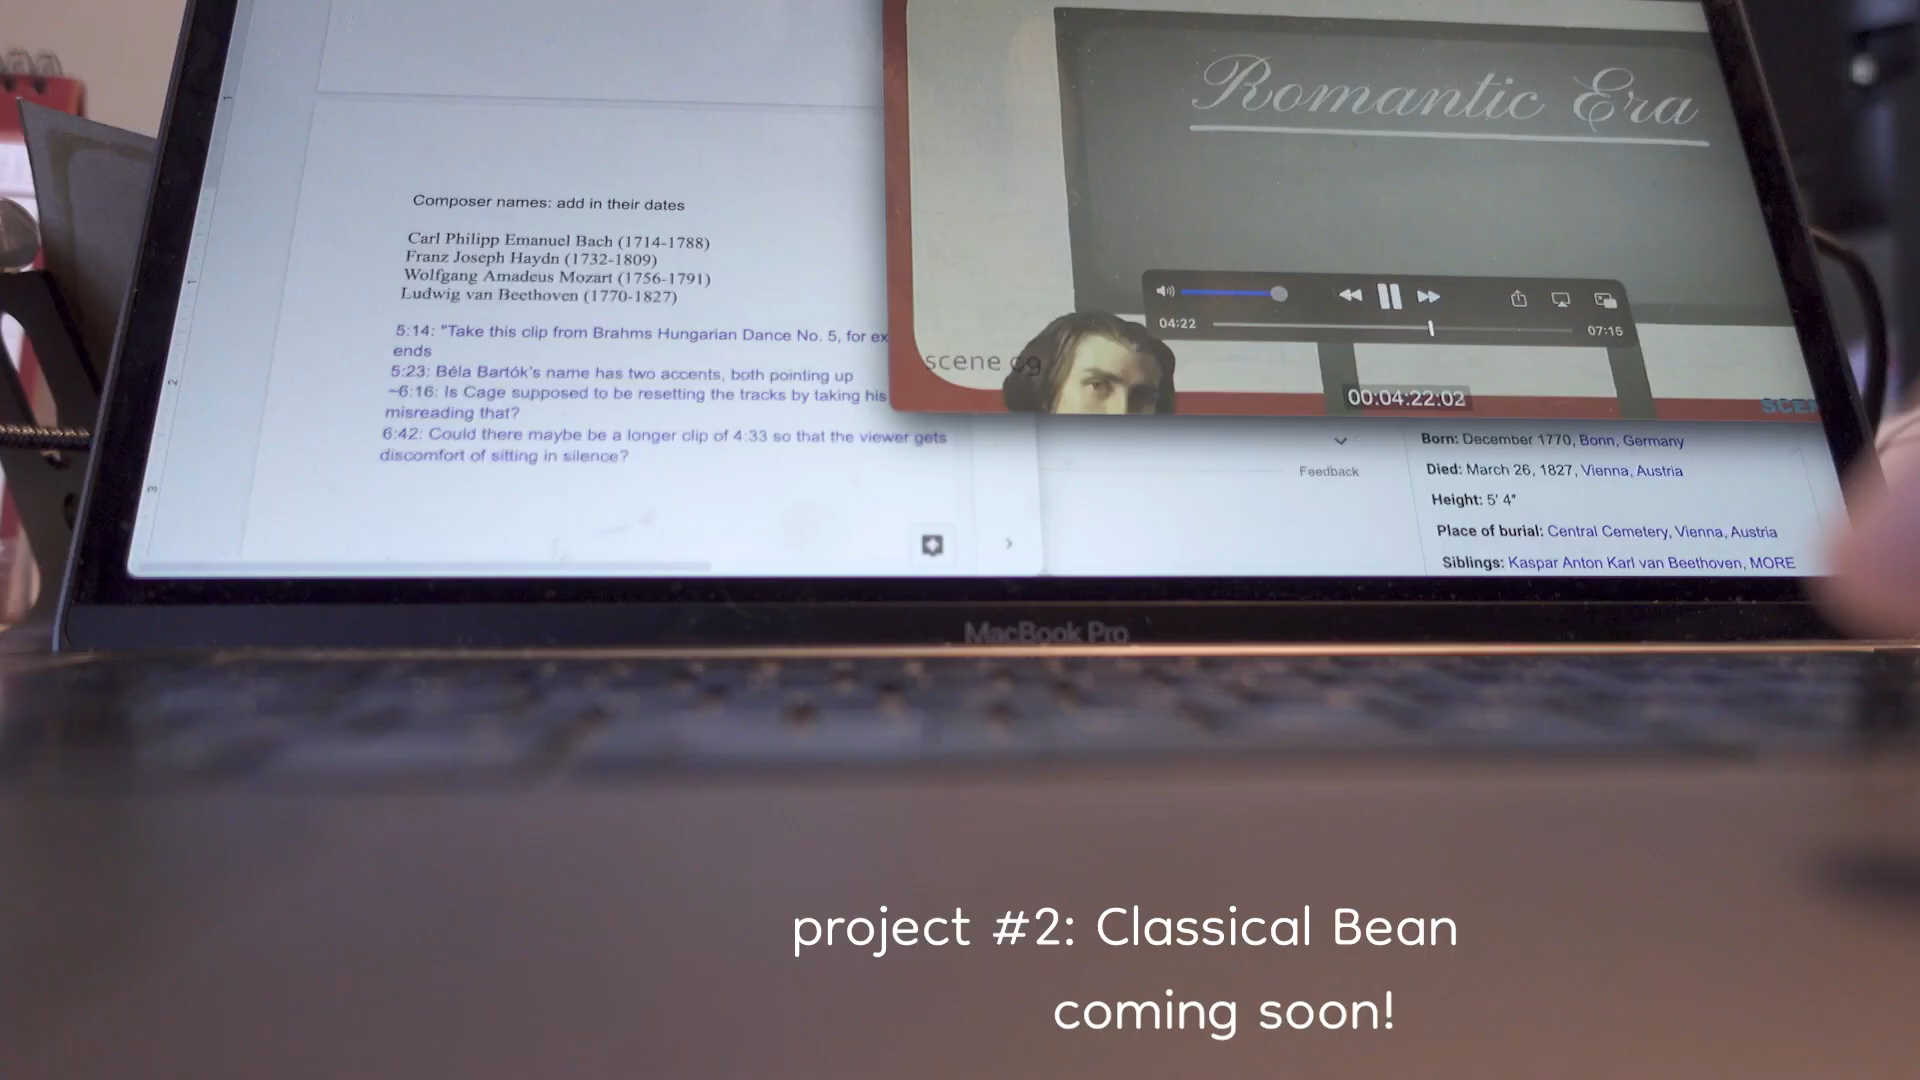 Composer names: add in their dates
Carl Philipp Emanuel Bach (1714-1788)
Franz Joseph Haydn (1732-1809)
Wolfgang Amadeus Mozart (1756-1791)
Ludwig van Beethoven (1770-1827)
5:14: "Take this clip from Brahms Hungarian Dance No. 5, for ex
ends
5:23: Béla Bartók's name has two accents, both pointing up
~6:16: Is Cage supposed to be resetting the tracks by taking his
misreading that?
6:42: Could there maybe be a longer clip of 4:33 so that the viewer gets
discomfort of sitting in silence?
Romantic Era
04:22
07:15
scene 09
00:04:22:02
Feedback
Born: December 1770, Bonn, Germany
Died: March 26, 1827, Vienna, Austria
Height: 5' 4"
Place of burial: Central Cemetery, Vienna, Austria
Siblings: Kaspar Anton Karl van Beethoven, MORE
MacBook Pro
project #2: Classical Bean
coming soon!